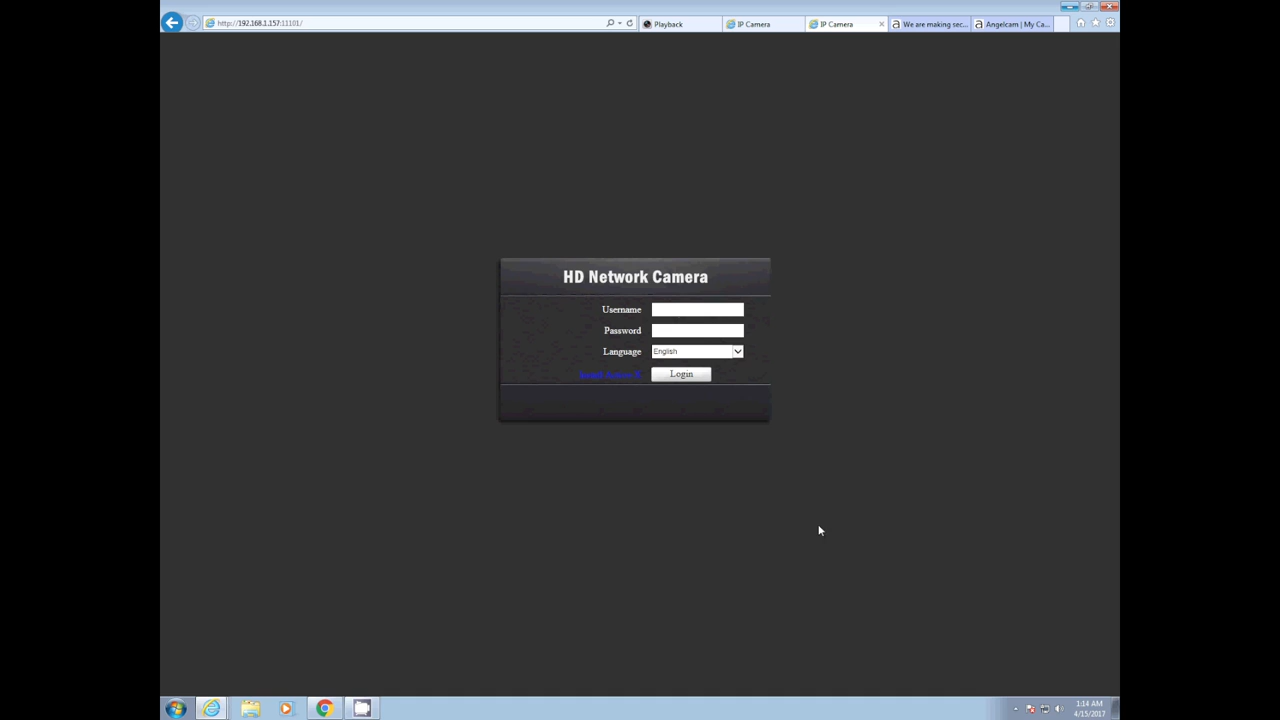 http://192.168.1.157:11101/
Playback
IP Camera
IP Camera
We are making sec...
Angelcam | My Ca...
HD Network Camera
Username
Password
Language English
Login
1:14 AM
4/15/2017